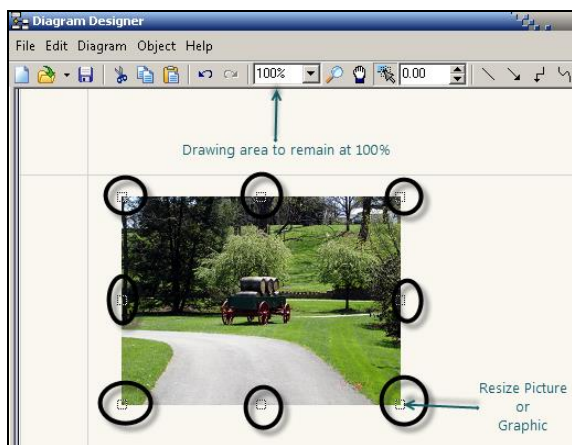 Diagram Designer
File Edit Diagram Object Help
100% 0.00
Drawing area to remain at 100%
Resize Picture
or
Graphic